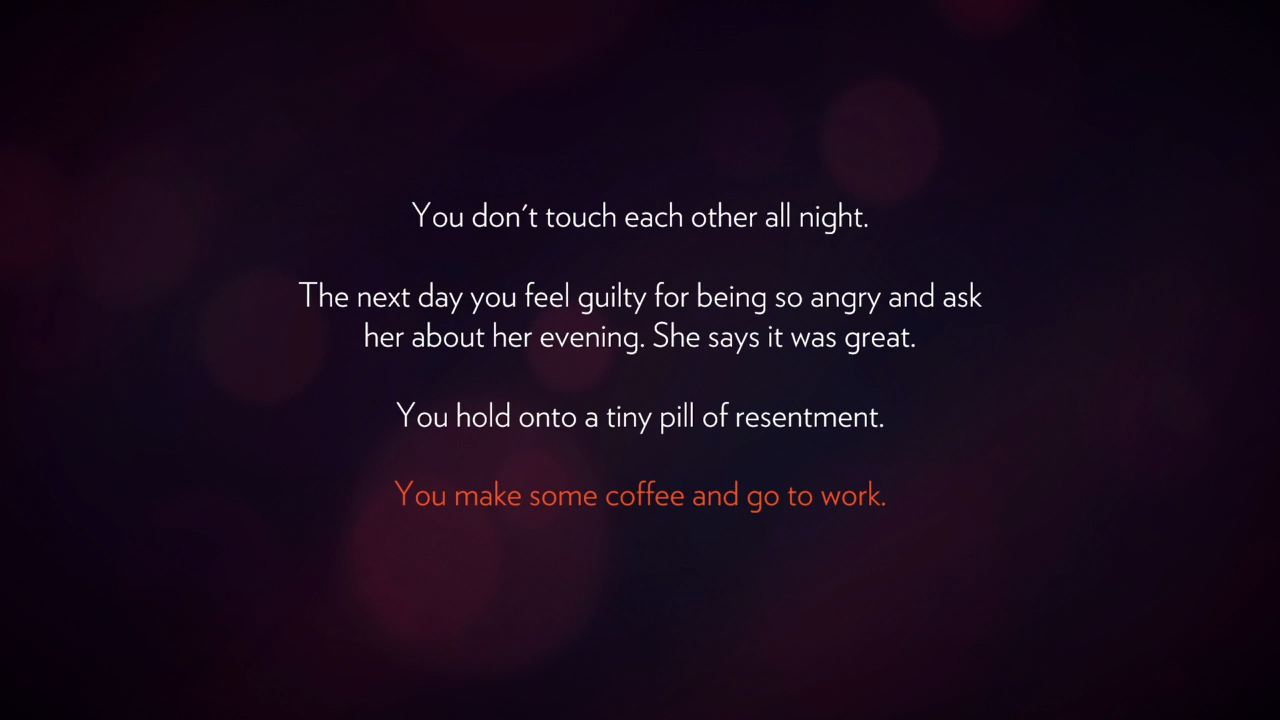 You don't touch each other all night.
The next day you feel guilty for being so angry and ask
her about her evening. She says it was great.
You hold onto a tiny pill of resentment.
You make some coffee and go to work.